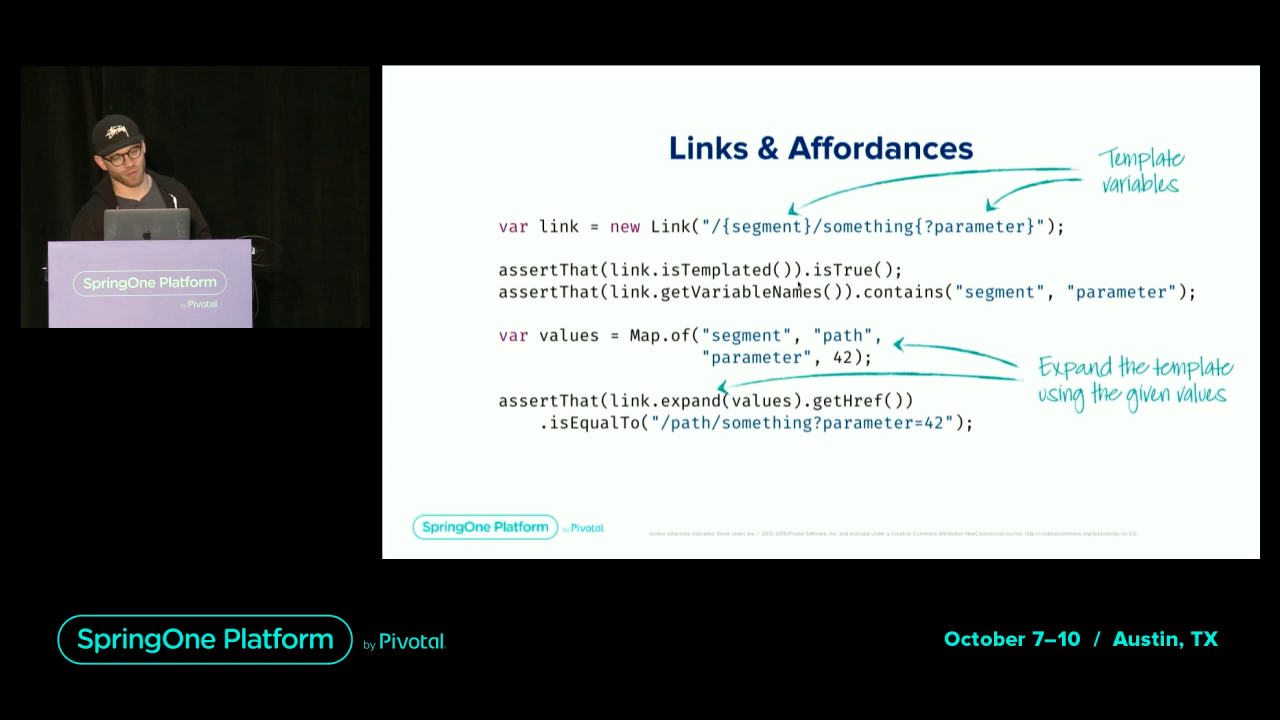 STUSSY
SpringOne Platform
by Pivotal
Links & Affordances
Template
variables
var link = new Link("/{segment}/something{?parameter}");
assertThat(link.isTemplated()).isTrue();
assertThat(link.getVariableNames()).contains("segment", "parameter");
var values = Map.of("segment", "path",
"parameter", 42);
Expand the template
using the given values
assertThat(link.expand(values).getHref())
.isEqualTo("/path/something?parameter=42");
SpringOne Platform by Pivotal
SpringOne Platform by Pivotal
October 7–10 / Austin, TX